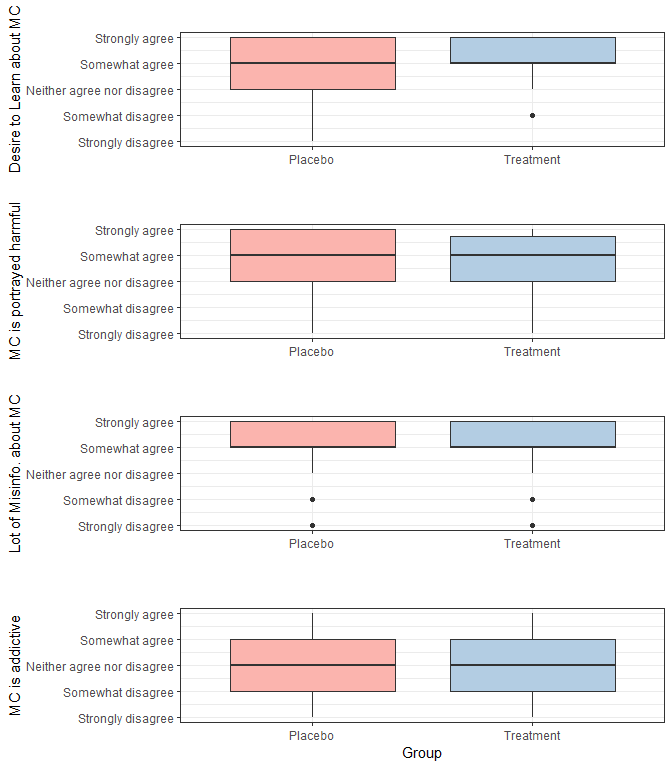 Desire to Learn about MC
Strongly agree
Somewhat agree
Neither agree nor disagree
Somewhat disagree
Strongly disagree
Placebo
Treatment
MC is portrayed harmful
Strongly agree
Somewhat agree
Neither agree nor disagree
Somewhat disagree
Strongly disagree
Placebo
Treatment
Lot of Misinfo. about MC
Strongly agree
Somewhat agree
Neither agree nor disagree
Somewhat disagree
Strongly disagree
Placebo
Treatment
MC is addictive
Strongly agree
Somewhat agree
Neither agree nor disagree
Somewhat disagree
Strongly disagree
Placebo
Treatment
Group